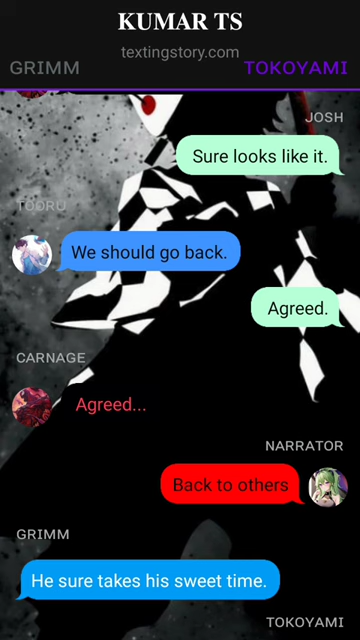 KUMAR TS
textingstory.com
GRIMM
TOKOYAMI
JOSH
Sure looks like it.
TOORU
We should go back.
Agreed.
CARNAGE
Agreed...
NARRATOR
Back to others
GRIMM
He sure takes his sweet time.
TOKOYAMI